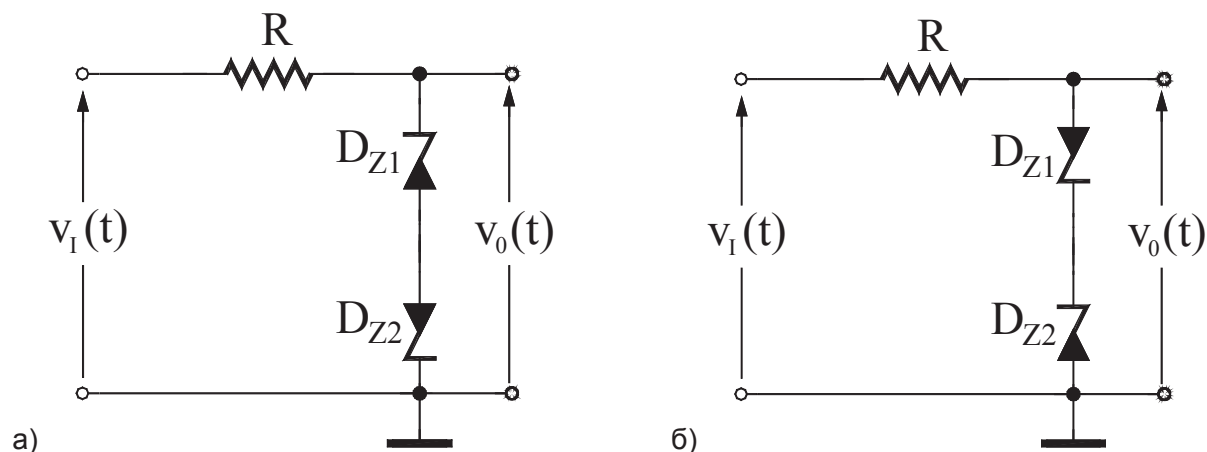 R
D_Z1
v_I(t)
v_0(t)
D_Z2
а)
R
D_Z1
v_I(t)
v_0(t)
D_Z2
б)